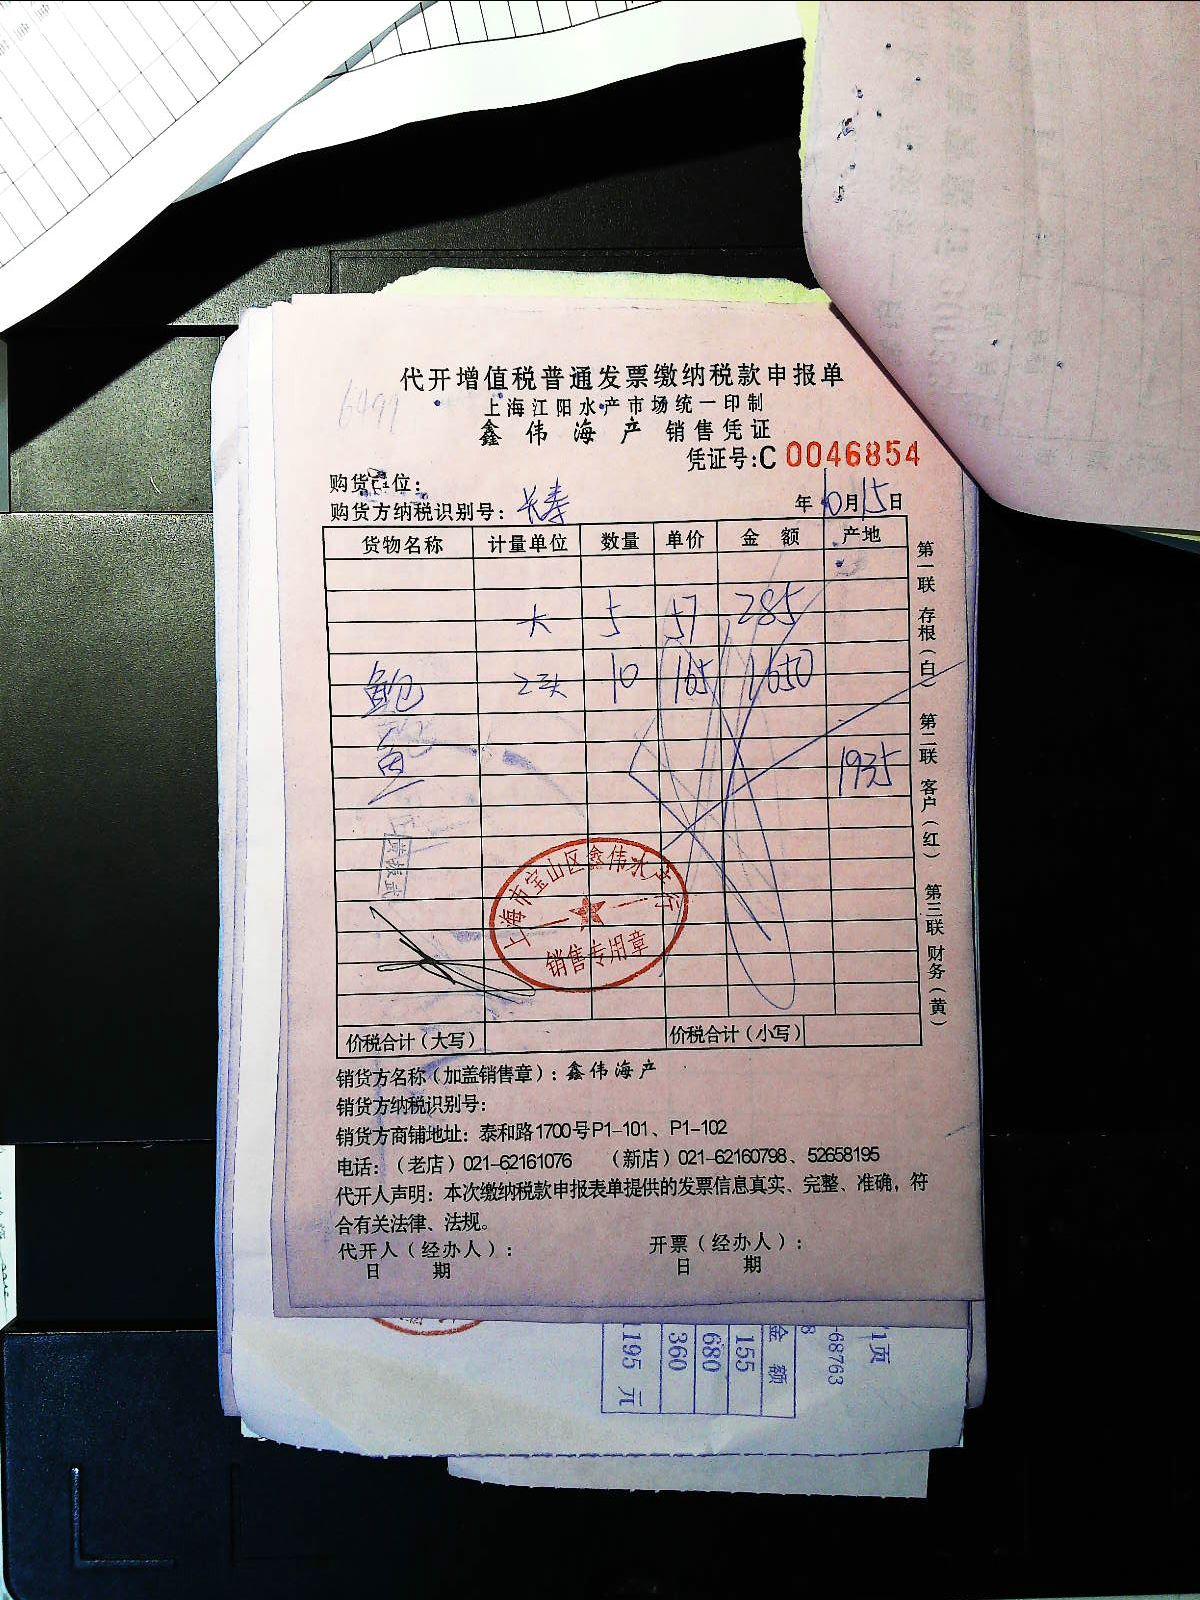 代开增值税普通发票缴纳税款申报单
上海江阳水产市场统一印制
鑫伟海产 销售凭证
凭证号:C 0046854
购货单位:
购货方纳税识别号: 长寿 年10月15日
货物名称 计量单位 数量 单价 金额 产地
大 5 57 285
鲍 2头 10 165 1650
鱼
1935
上海市宝山区鑫伟水产行
销售专用章
价税合计(大写) 价税合计(小写)
第一联 存根(白) 第二联 客户(红) 第三联 财务(黄)
销货方名称(加盖销售章):鑫伟海产
销货方纳税识别号:
销货方商铺地址:泰和路1700号P1-101、P1-102
电话:(老店)021-62161076 (新店)021-62160798、52658195
代开人声明:本次缴纳税款申报表单提供的发票信息真实、完整、准确,符
合有关法律、法规。
代开人(经办人): 开票(经办人):
日 期 日 期
1页
-68763
金 额
155
680
360
1195 元